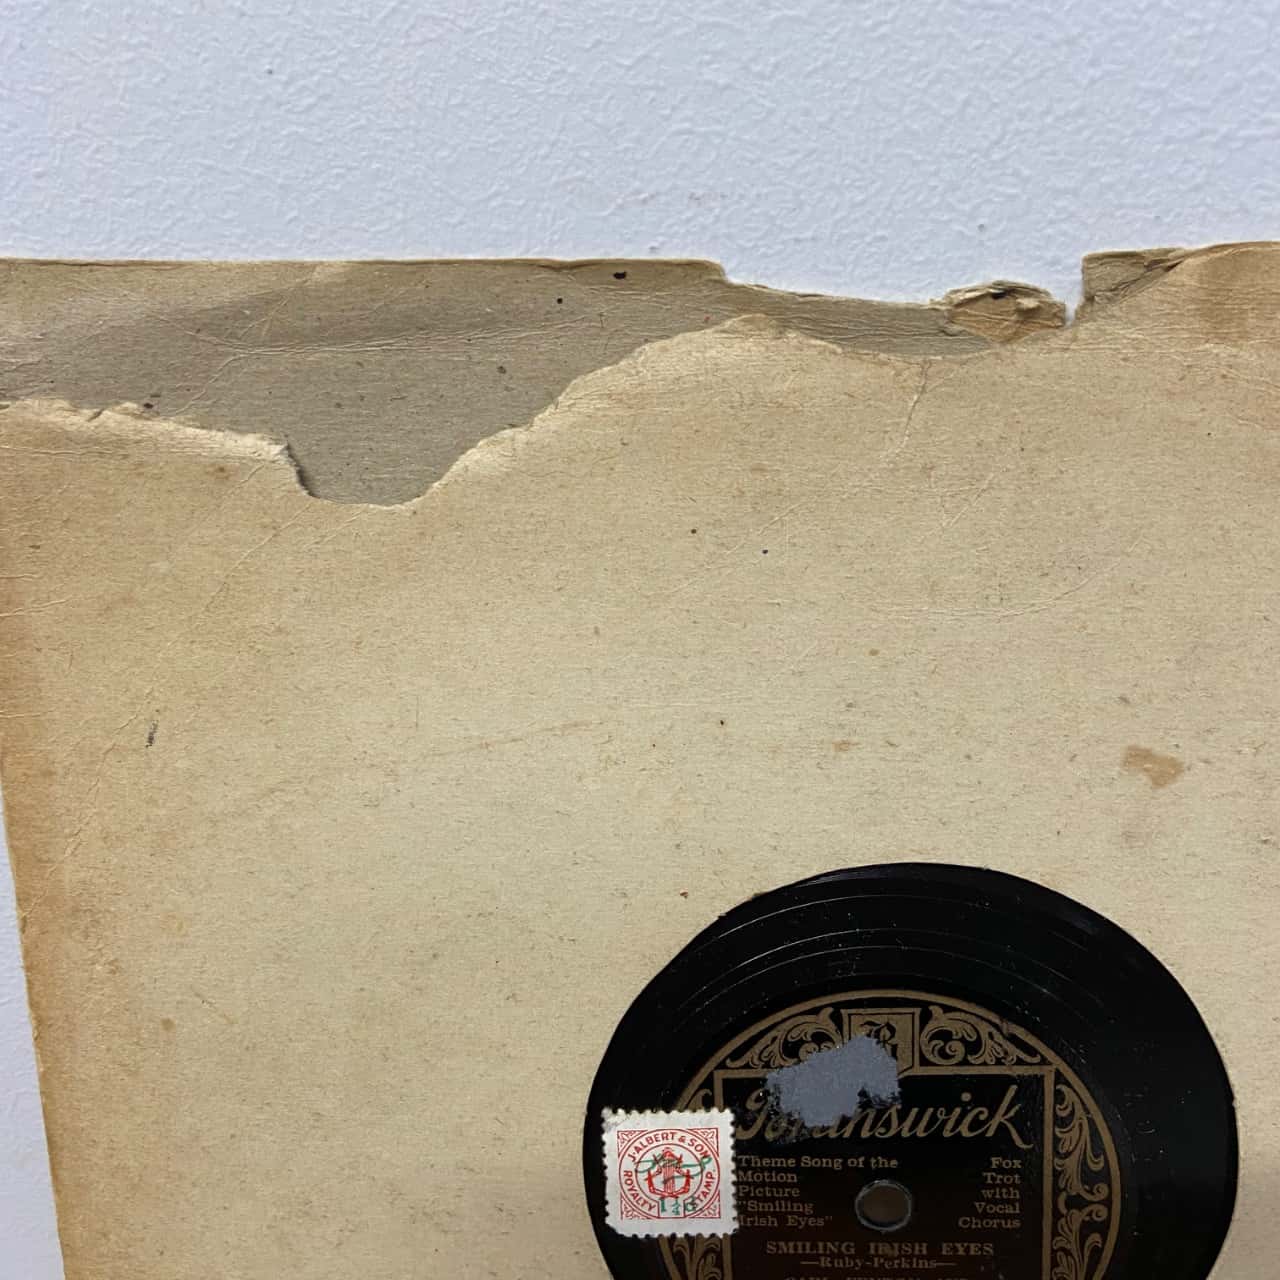 B
Brunswick
Theme Song of the Fox
Motion Trot
Picture with
"Smiling Vocal
Irish Eyes" Chorus
SMILING IRISH EYES
—Ruby-Perkins—
J. ALBERT & SON.
ROYALTY STAMP.